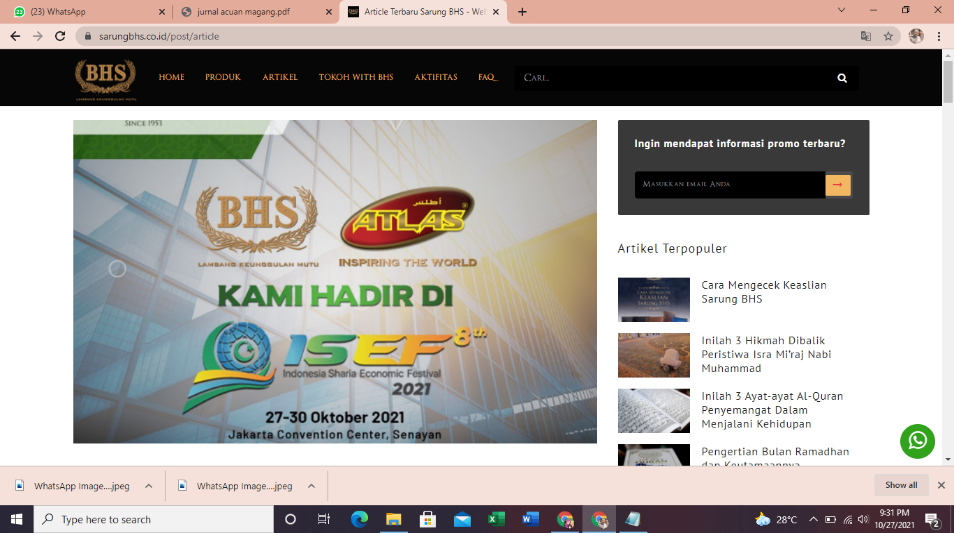 (23) WhatsApp
jurnal acuan magang.pdf
Article Terbaru Sarung BHS - Web
sarungbhs.co.id/post/article
BHS
LAMBANG KEUNGGULAN MUTU
HOME
PRODUK
ARTIKEL
TOKOH WITH BHS
AKTIFITAS
FAQ_
Cari..
SINCE 1953
BHS
LAMBANG KEUNGGULAN MUTU
أطلس
ATLAS
INSPIRING THE WORLD
KAMI HADIR DI
ISEF 8th
Indonesia Sharia Economic Festival
2021
27-30 Oktober 2021
Jakarta Convention Center, Senayan
Ingin mendapat informasi promo terbaru?
Masukkan email Anda
Artikel Terpopuler
Cara Mengecek Keaslian
Sarung BHS
Inilah 3 Hikmah Dibalik
Peristiwa Isra Mi'raj Nabi
Muhammad
Inilah 3 Ayat-ayat Al-Quran
Penyemangat Dalam
Menjalani Kehidupan
Pengertian Bulan Ramadhan
dan Keutamaannya
WhatsApp Image....jpeg
WhatsApp Image....jpeg
Show all
Type here to search
28°C
9:31 PM
10/27/2021
2